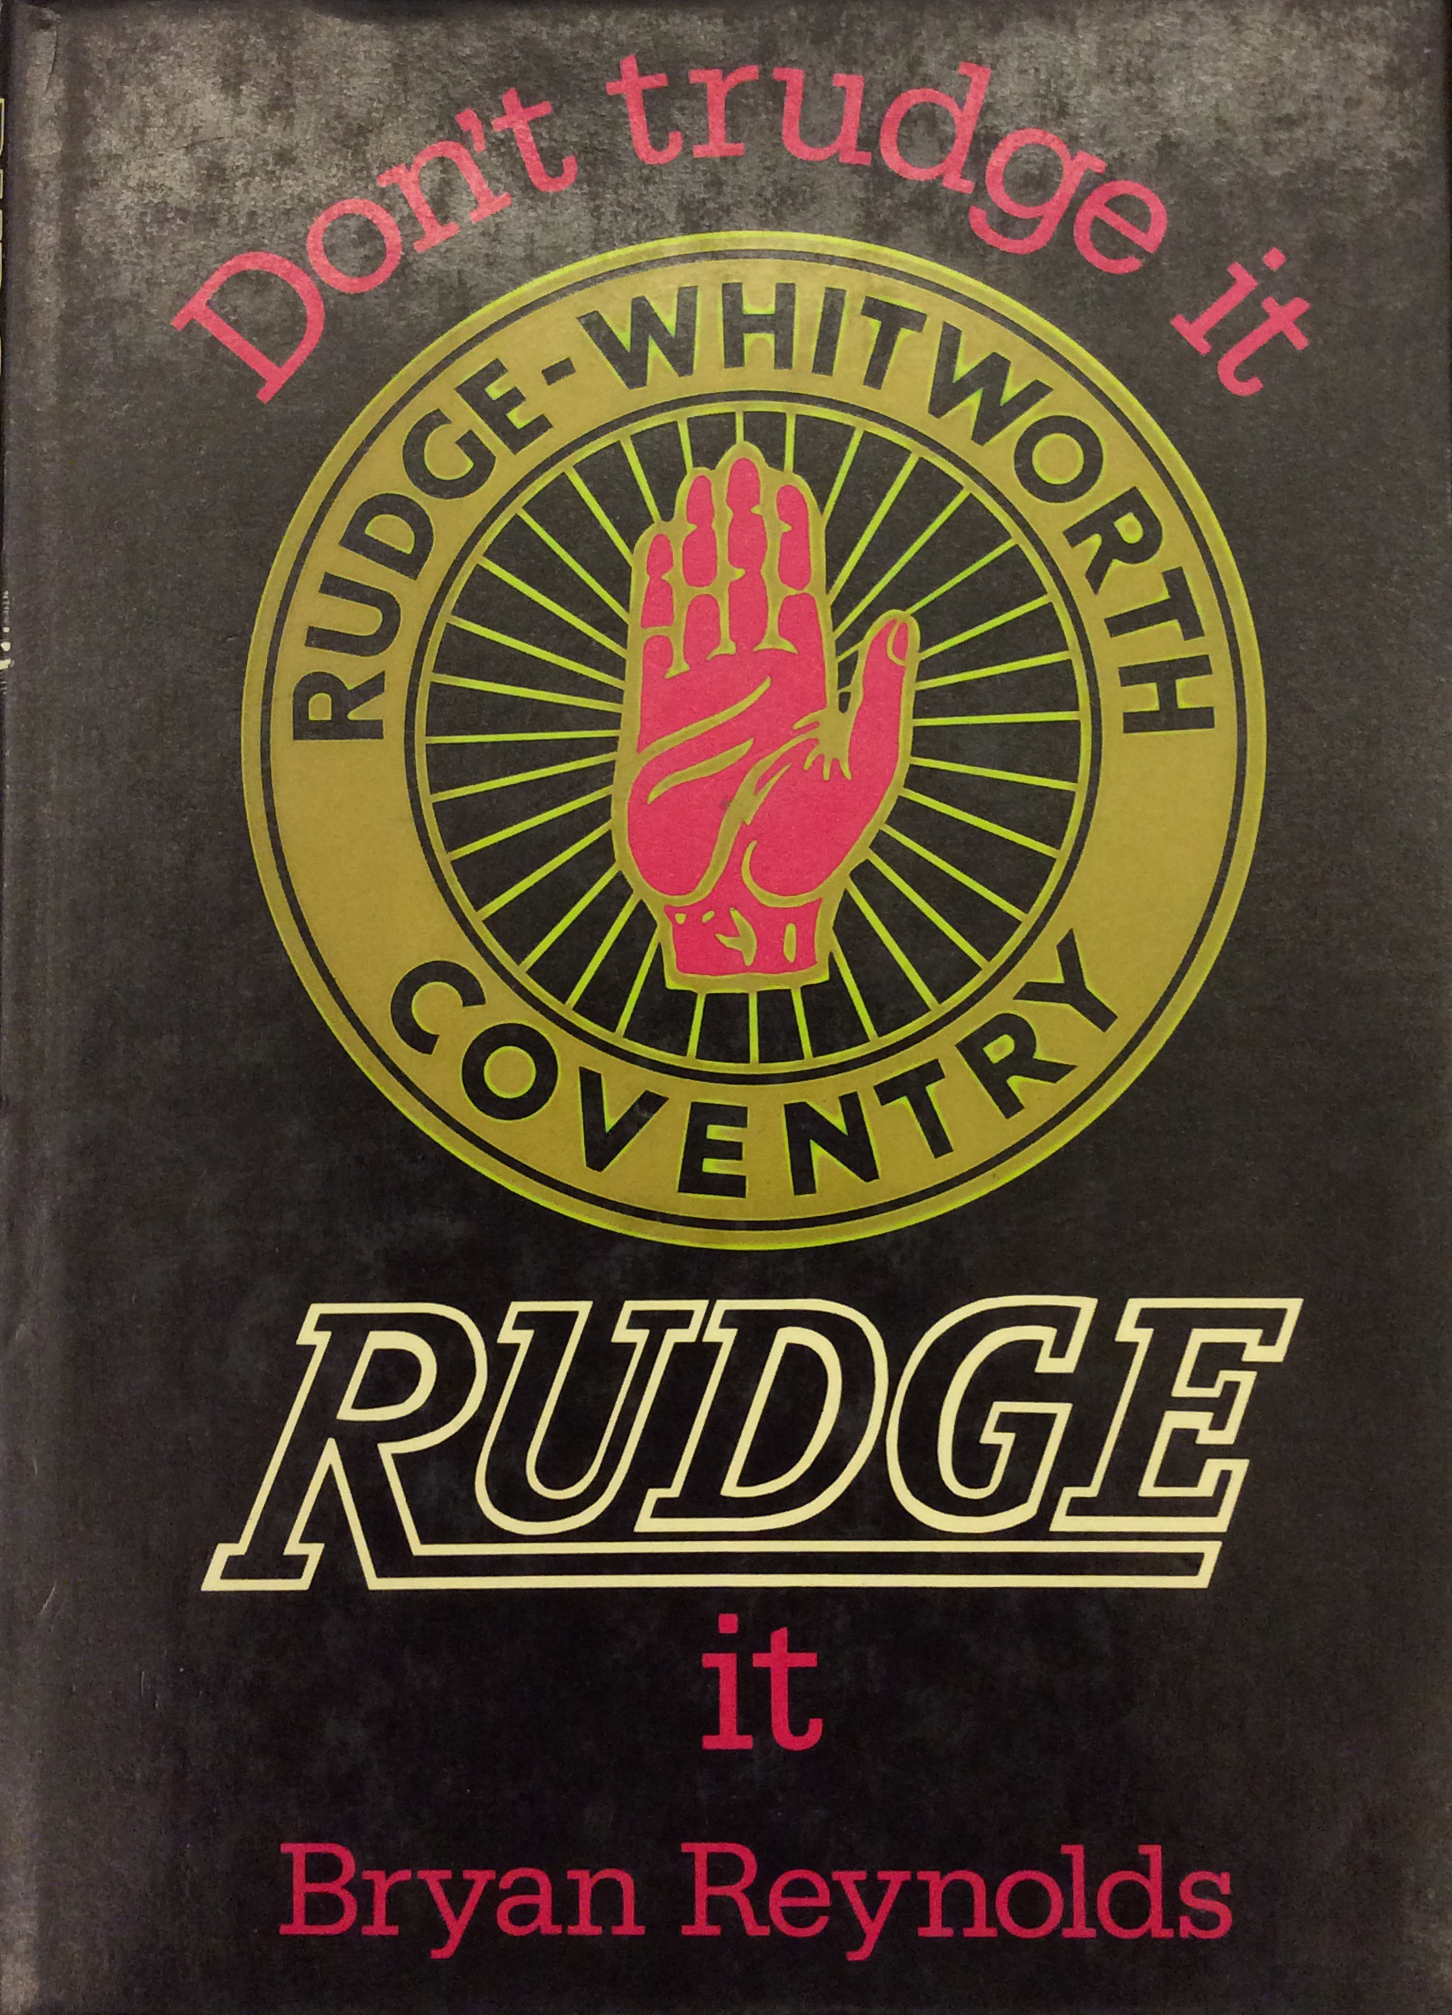 Don't trudge it
RUDGE-WHITWORTH
COVENTRY
RUDGE
it
Bryan Reynolds